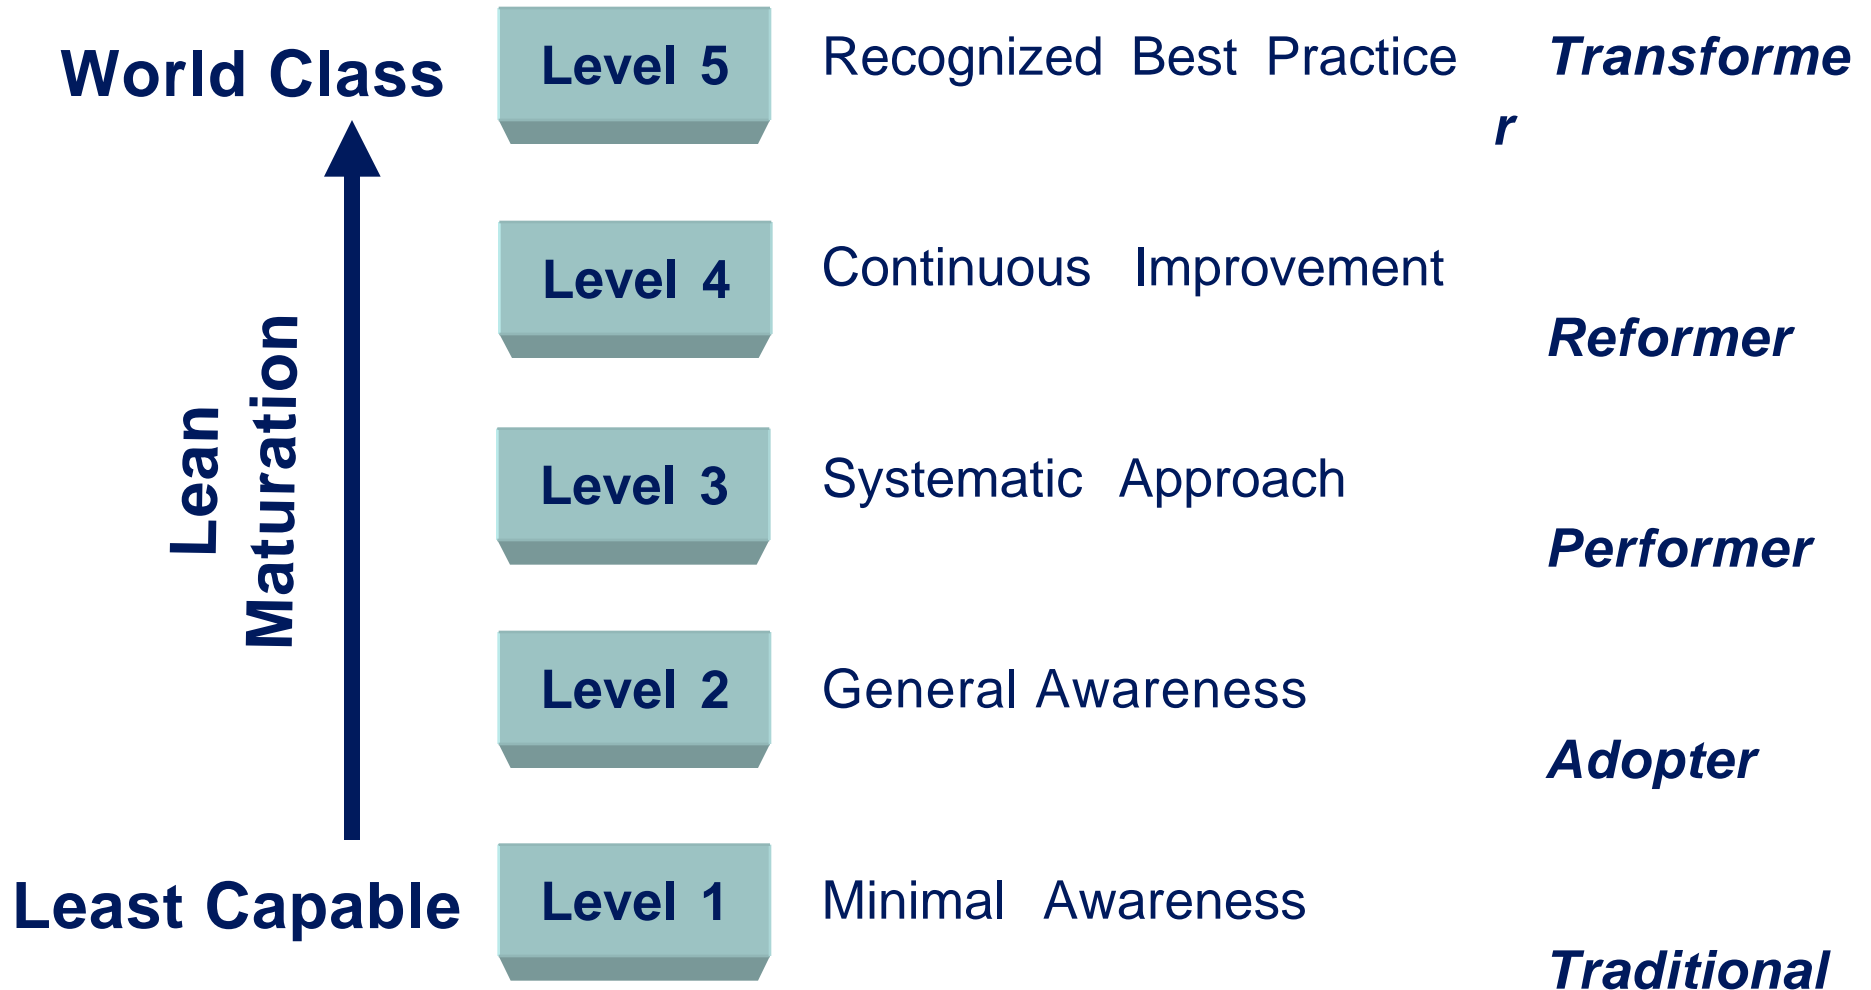 World Class
Level 5
Recognized Best Practice
Transforme
r
Level 4
Continuous Improvement
Reformer
Lean
Maturation
Level 3
Systematic Approach
Performer
Level 2
General Awareness
Adopter
Least Capable
Level 1
Minimal Awareness
Traditional